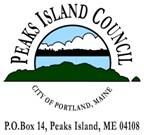 PEAKS ISLAND COUNCIL
CITY OF PORTLAND, MAINE
P.O.Box 14, Peaks Island, ME 04108